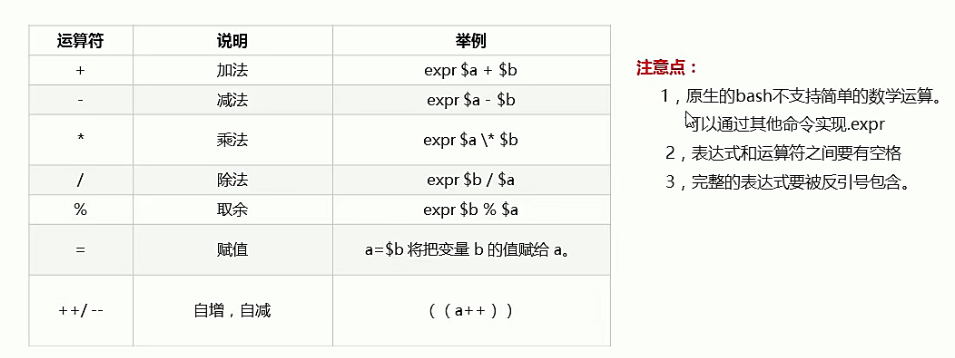 运算符 说明 举例
+ 加法 expr $a + $b
- 减法 expr $a - $b
* 乘法 expr $a \* $b
/ 除法 expr $b / $a
% 取余 expr $b % $a
= 赋值 a=$b 将把变量 b 的值赋给 a。
++/ -- 自增，自减 （（a++））
注意点：
1，原生的bash不支持简单的数学运算。
可以通过其他命令实现.expr
2，表达式和运算符之间要有空格
3，完整的表达式要被反引号包含。